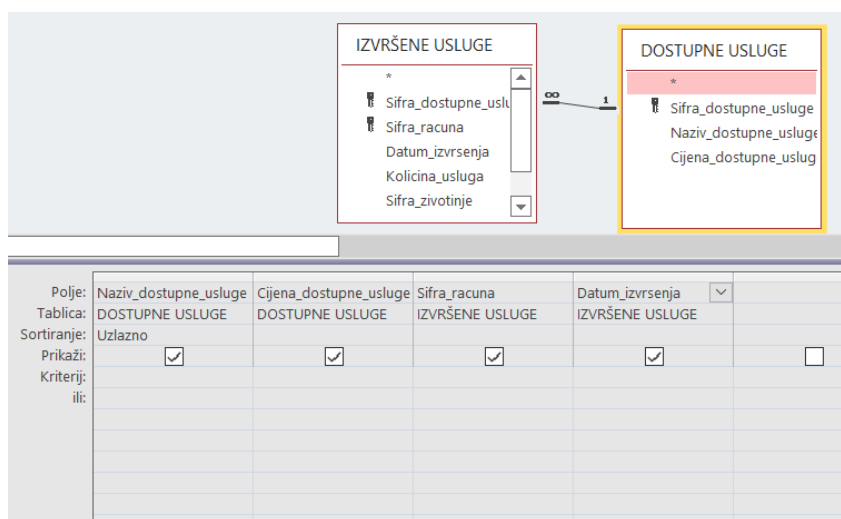 IZVRŠENE USLUGE
*
Sifra_dostupne_uslu
Sifra_racuna
Datum_izvrsenja
Kolicina_usluga
Sifra_zivotinje
∞ 1
DOSTUPNE USLUGE
*
Sifra_dostupne_usluge
Naziv_dostupne_usluge
Cijena_dostupne_uslug
Polje: Naziv_dostupne_usluge Cijena_dostupne_usluge Sifra_racuna Datum_izvrsenja
Tablica: DOSTUPNE USLUGE DOSTUPNE USLUGE IZVRŠENE USLUGE IZVRŠENE USLUGE
Sortiranje: Uzlazno
Prikaži:
Kriterij:
ili: